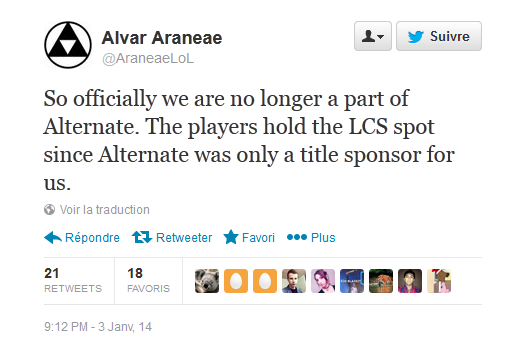 Alvar Araneae
@AraneaeLoL
Suivre
So officially we are no longer a part of
Alternate. The players hold the LCS spot
since Alternate was only a title sponsor for
us.
Voir la traduction
Répondre Retweeter Favori Plus
21 18
RETWEETS FAVORIS
9:12 PM - 3 Janv, 14